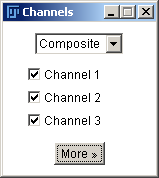 Channels
Composite
Channel 1
Channel 2
Channel 3
More »